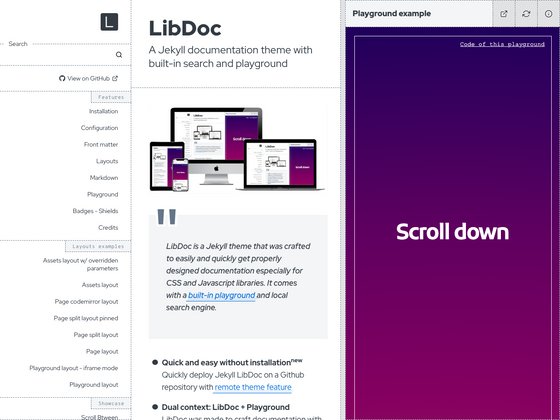 L
Search
View on GitHub
Features
Installation
Configuration
Front matter
Layouts
Markdown
Playground
Badges - Shields
Credits
Layouts examples
Assets layout w/ overridden
parameters
Assets layout
Page codemirror layout
Page split layout pinned
Page split layout
Page layout
Playground layout - iframe mode
Playground layout
Showcase
Scroll Btween
LibDoc
A Jekyll documentation theme with
built-in search and playground
"
LibDoc is a Jekyll theme that was crafted
to easily and quickly get properly
designed documentation especially for
CSS and Javascript libraries. It comes
with a built-in playground and local
search engine.
Quick and easy without installation new
Quickly deploy Jekyll LibDoc on a Github
repository with remote theme feature
Dual context: LibDoc + Playground
LibDoc was made to craft documentation with
Playground example
Code of this playground
Scroll down